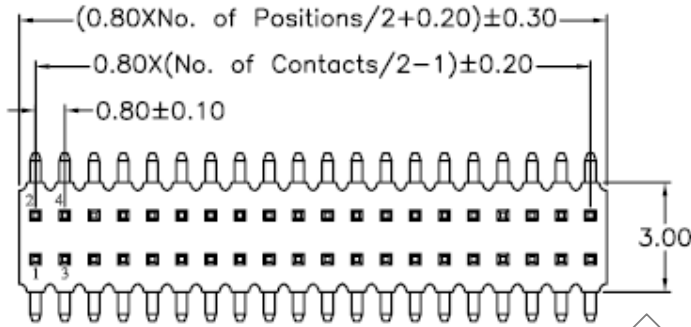 (0.80XNo. of Positions/2+0.20)±0.30
0.80X(No. of Contacts/2-1)±0.20
0.80±0.10
2 4
3.00
1 3